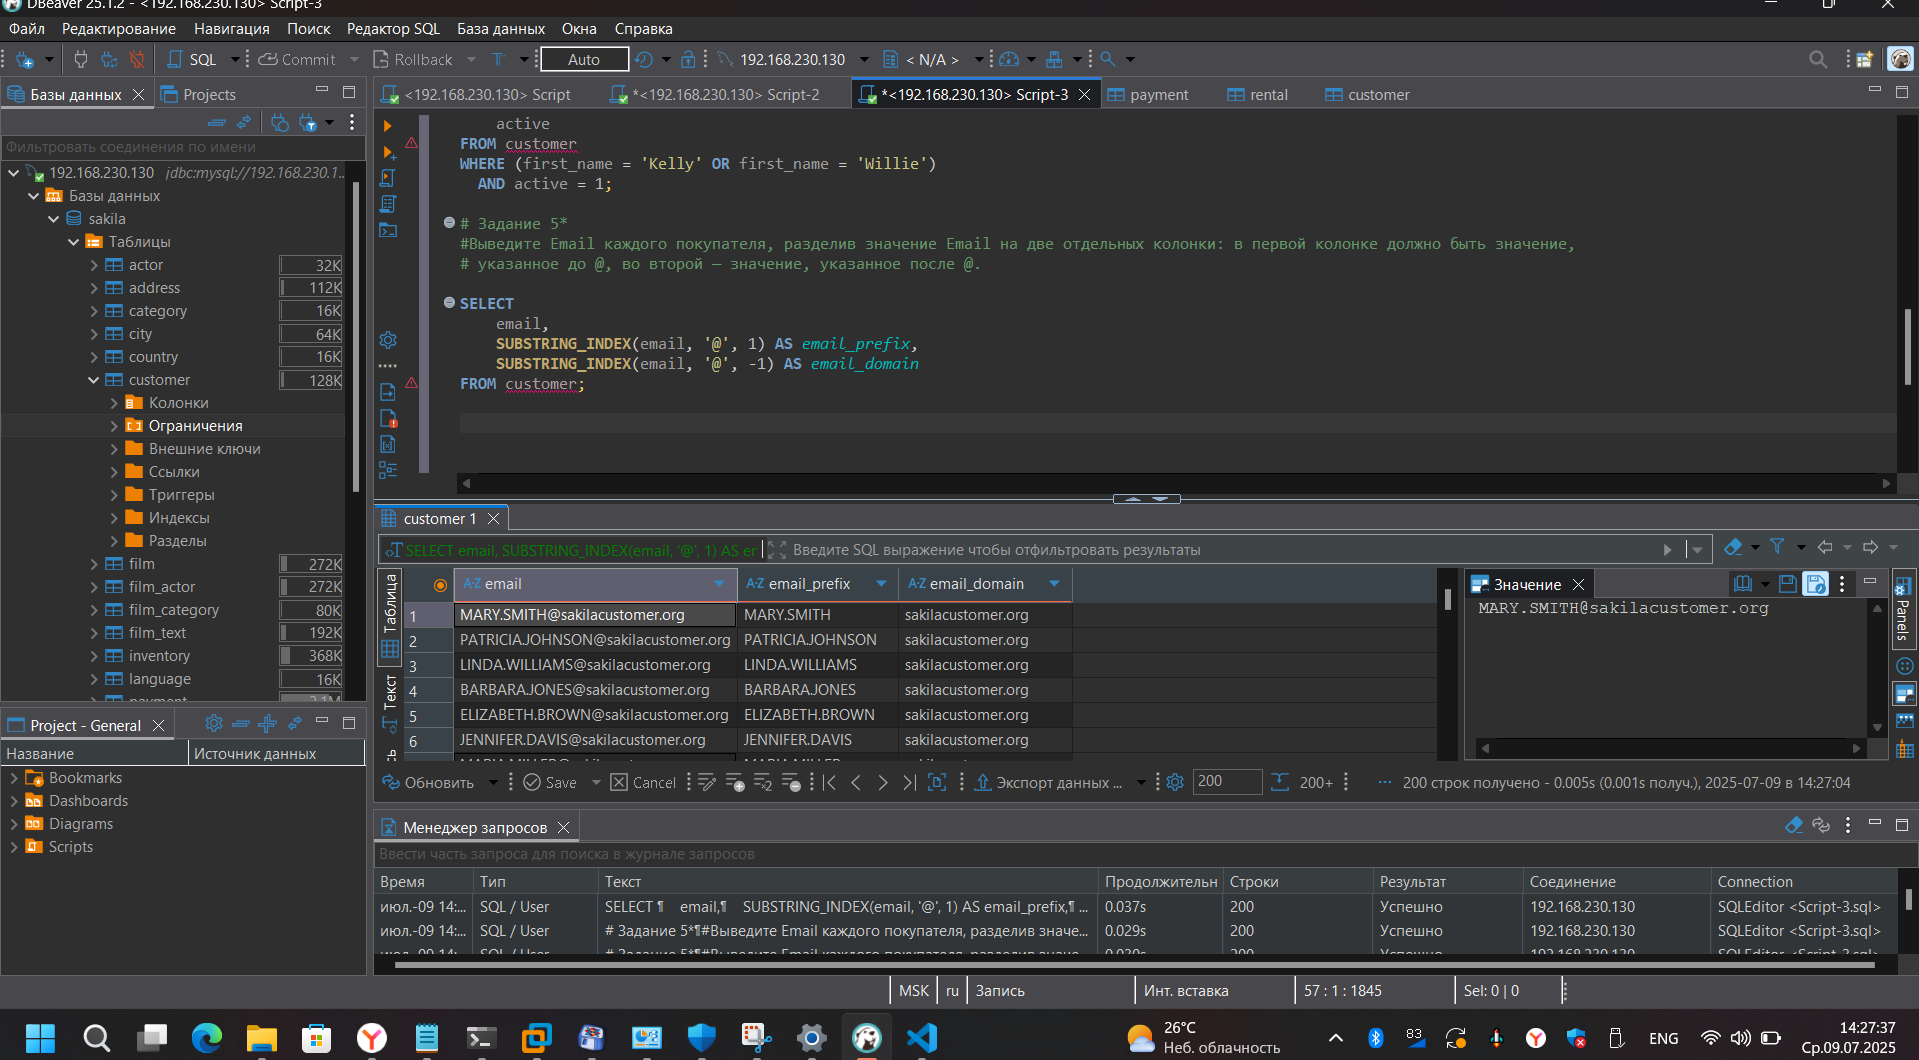 DBeaver 25.1.2 - <192.168.230.130> Script-3
Файл Редактирование Навигация Поиск Редактор SQL База данных Окна Справка
SQL Commit Rollback Auto 192.168.230.130 < N/A >
Базы данных Projects
<192.168.230.130> Script *<192.168.230.130> Script-2 *<192.168.230.130> Script-3 payment rental customer
Фильтровать соединения по имени
192.168.230.130 jdbc:mysql://192.168.230.1...
Базы данных
sakila
Таблицы
actor 32K
address 112K
category 16K
city 64K
country 16K
customer 128K
Колонки
Ограничения
Внешние ключи
Ссылки
Триггеры
Индексы
Разделы
film 272K
film_actor 272K
film_category 80K
film_text 192K
inventory 368K
language 16K
payment 2.1M
Project - General
Название Источник данных
Bookmarks
Dashboards
Diagrams
Scripts
active
FROM customer
WHERE (first_name = 'Kelly' OR first_name = 'Willie')
AND active = 1;
# Задание 5*
#Выведите Email каждого покупателя, разделив значение Email на две отдельных колонки: в первой колонке должно быть значение,
# указанное до @, во второй — значение, указанное после @.
SELECT
email,
SUBSTRING_INDEX(email, '@', 1) AS email_prefix,
SUBSTRING_INDEX(email, '@', -1) AS email_domain
FROM customer;
customer 1
SELECT email, SUBSTRING_INDEX(email, '@', 1) AS er Введите SQL выражение чтобы отфильтровать результаты
Таблица
Текст
email email_prefix email_domain
1 MARY.SMITH@sakilacustomer.org MARY.SMITH sakilacustomer.org
2 PATRICIA.JOHNSON@sakilacustomer.org PATRICIA.JOHNSON sakilacustomer.org
3 LINDA.WILLIAMS@sakilacustomer.org LINDA.WILLIAMS sakilacustomer.org
4 BARBARA.JONES@sakilacustomer.org BARBARA.JONES sakilacustomer.org
5 ELIZABETH.BROWN@sakilacustomer.org ELIZABETH.BROWN sakilacustomer.org
6 JENNIFER.DAVIS@sakilacustomer.org JENNIFER.DAVIS sakilacustomer.org
Значение
MARY.SMITH@sakilacustomer.org
Panels
Обновить Save Cancel Экспорт данных ... 200 200+ 200 строк получено - 0.005s (0.001s получ.), 2025-07-09 в 14:27:04
Менеджер запросов
Ввести часть запроса для поиска в журнале запросов
Время Тип Текст Продолжительн Строки Результат Соединение Connection
июл.-09 14:... SQL / User SELECT ¶ email,¶ SUBSTRING_INDEX(email, '@', 1) AS email_prefix,¶ ... 0.037s 200 Успешно 192.168.230.130 SQLEditor <Script-3.sql>
июл.-09 14:... SQL / User # Задание 5*¶#Выведите Email каждого покупателя, разделив значе... 0.029s 200 Успешно 192.168.230.130 SQLEditor <Script-3.sql>
MSK ru Запись Инт. вставка 57 : 1 : 1845 Sel: 0 | 0
26°C
Неб. облачность
83
ENG
14:27:37
Ср.09.07.2025